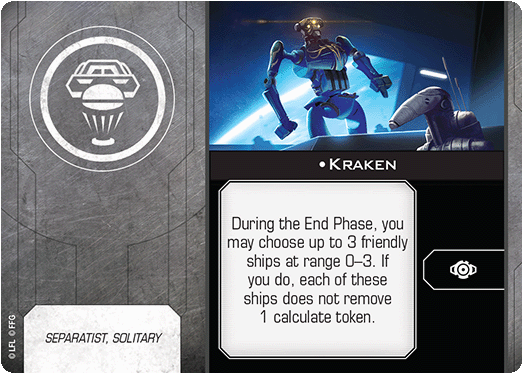 • KRAKEN
During the End Phase, you
may choose up to 3 friendly
ships at range 0–3. If
you do, each of these
ships does not remove
1 calculate token.
SEPARATIST, SOLITARY
© LFL © FFG